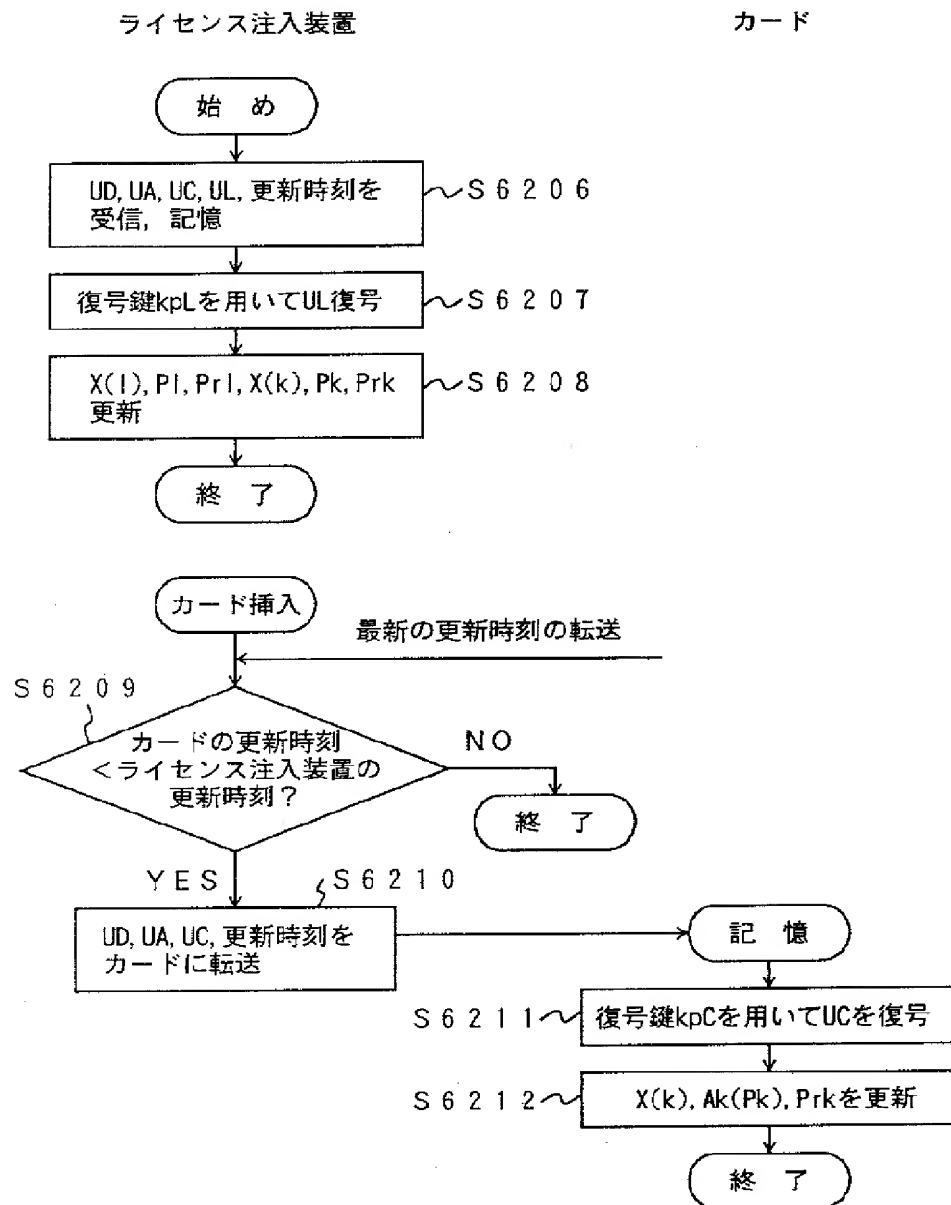 ライセンス注入装置
カード
始 め
UD, UA, UC, UL, 更新時刻を
受信, 記憶
S6206
復号鍵kpLを用いてUL復号
S6207
X(l), Pl, Prl, X(k), Pk, Prk
更新
S6208
終 了
カード挿入
最新の更新時刻の転送
S6209
カードの更新時刻
<ライセンス注入装置の
更新時刻?
NO
終 了
YES
S6210
UD, UA, UC, 更新時刻を
カードに転送
記 憶
S6211
復号鍵kpCを用いてUCを復号
S6212
X(k), Ak(Pk), Prkを更新
終 了